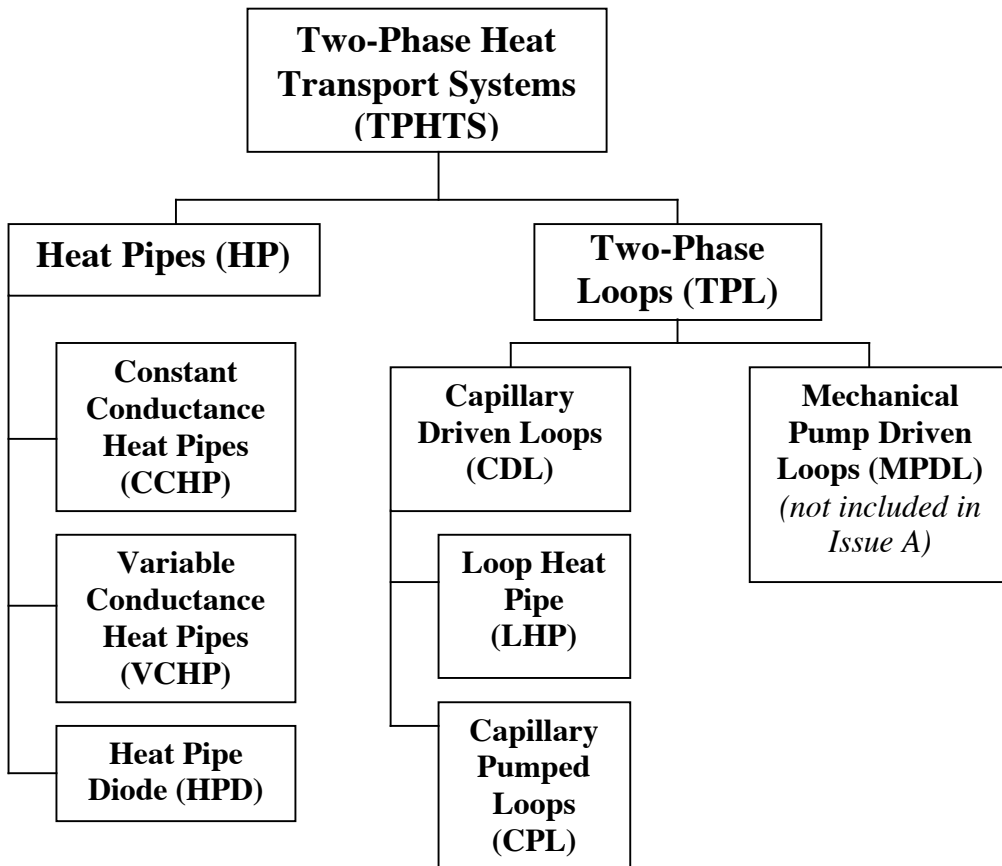 Two-Phase Heat
Transport Systems
(TPHTS)
Heat Pipes (HP)
Two-Phase
Loops (TPL)
Constant
Conductance
Heat Pipes
(CCHP)
Variable
Conductance
Heat Pipes
(VCHP)
Heat Pipe
Diode (HPD)
Capillary
Driven Loops
(CDL)
Loop Heat
Pipe
(LHP)
Capillary
Pumped
Loops
(CPL)
Mechanical
Pump Driven
Loops (MPDL)
(not included in
Issue A)